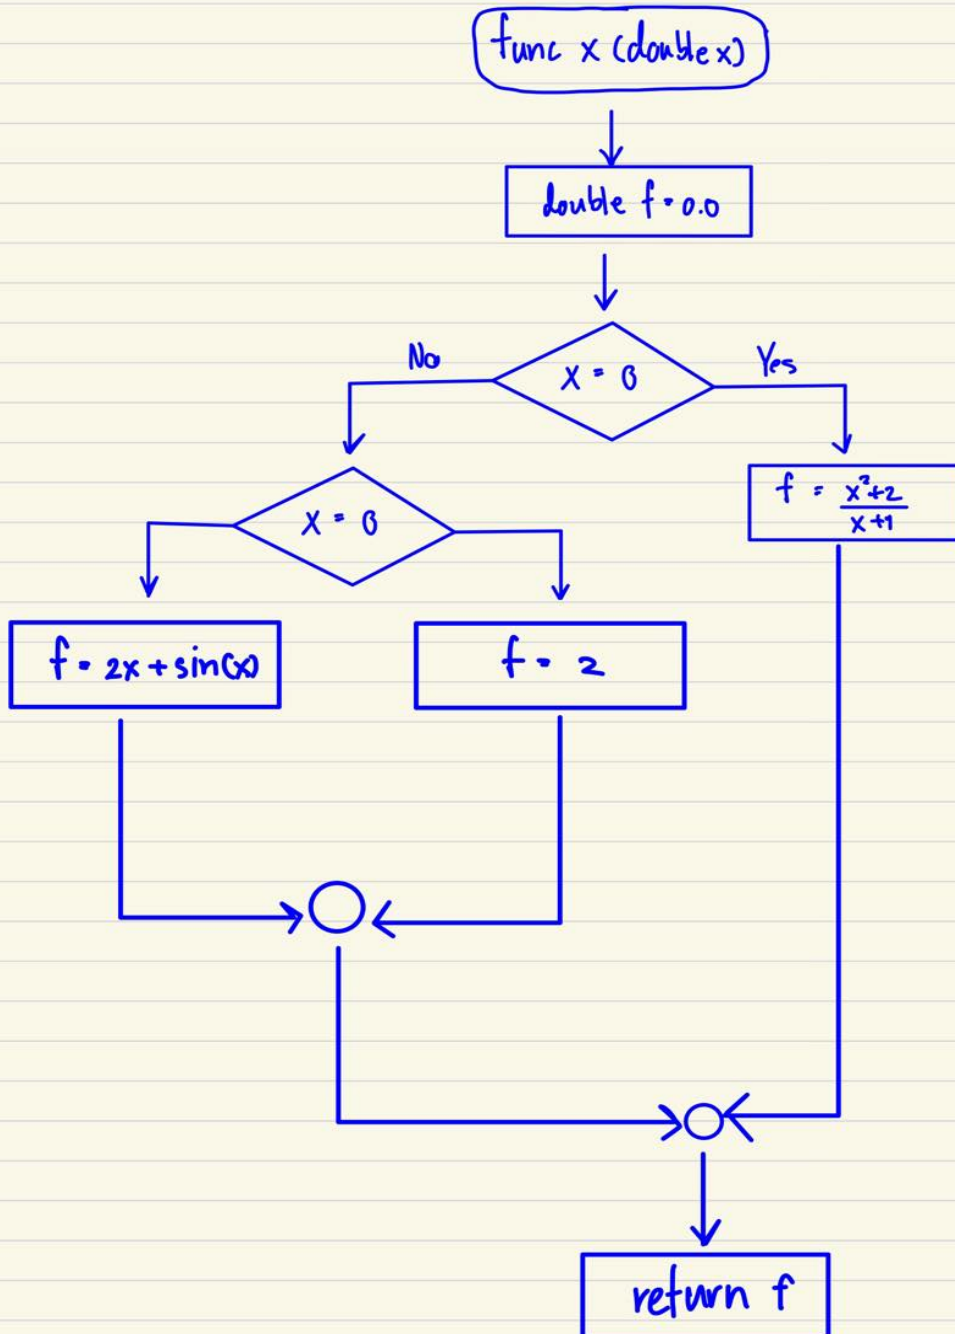 func x (double x)
double f = 0.0
x = 0
No
Yes
x = 0
f = x²+2
x+1
f = 2x + sin(x)
f = 2
return f